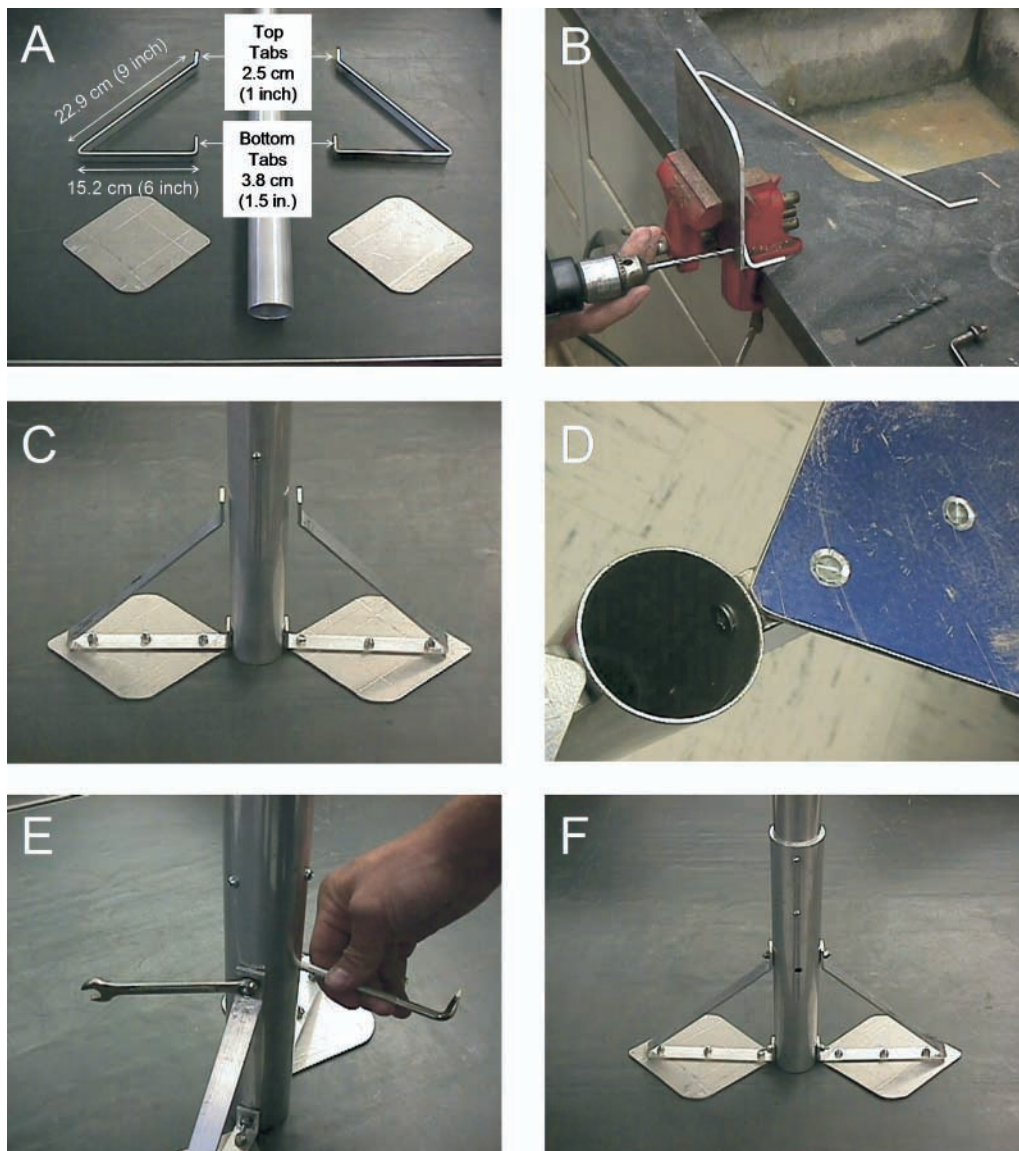 A
22.9 cm (9 inch)
Top
Tabs
2.5 cm
(1 inch)
Bottom
Tabs
3.8 cm
(1.5 in.)
15.2 cm (6 inch)
B
C
D
E
F